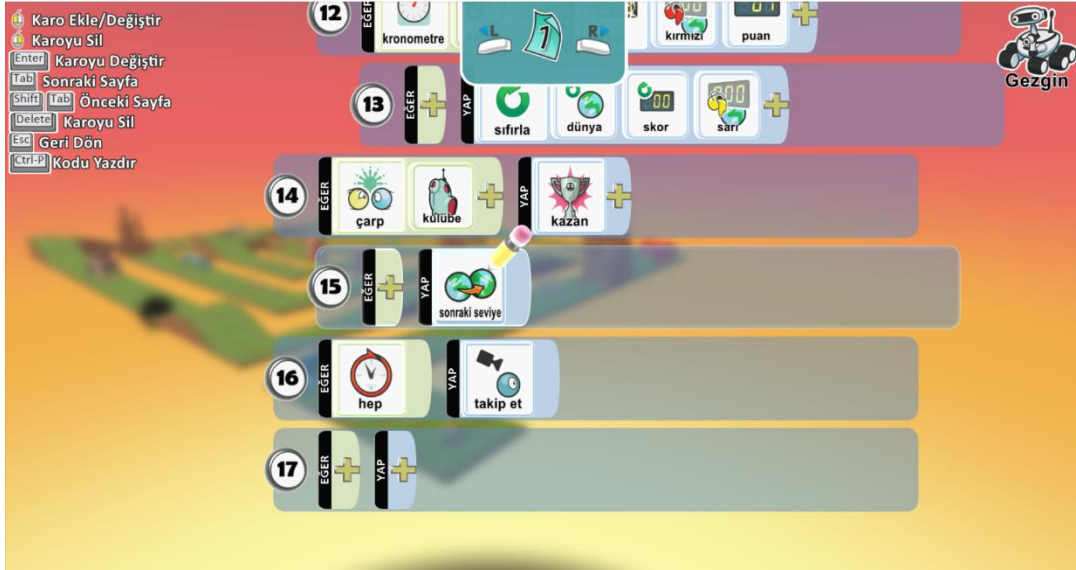 Karo Ekle/Değiştir
Karoyu Sil
Enter Karoyu Değiştir
Tab Sonraki Sayfa
Shift Tab Önceki Sayfa
Delete Karoyu Sil
Esc Geri Dön
Ctrl-P Kodu Yazdır
L 1 R
Gezgin
12 EĞER kronometre kırmızı puan
13 EĞER YAP sıfırla dünya skor sarı
14 EĞER çarp kulübe YAP kazan
15 EĞER YAP sonraki seviye
16 EĞER hep YAP takip et
17 EĞER YAP